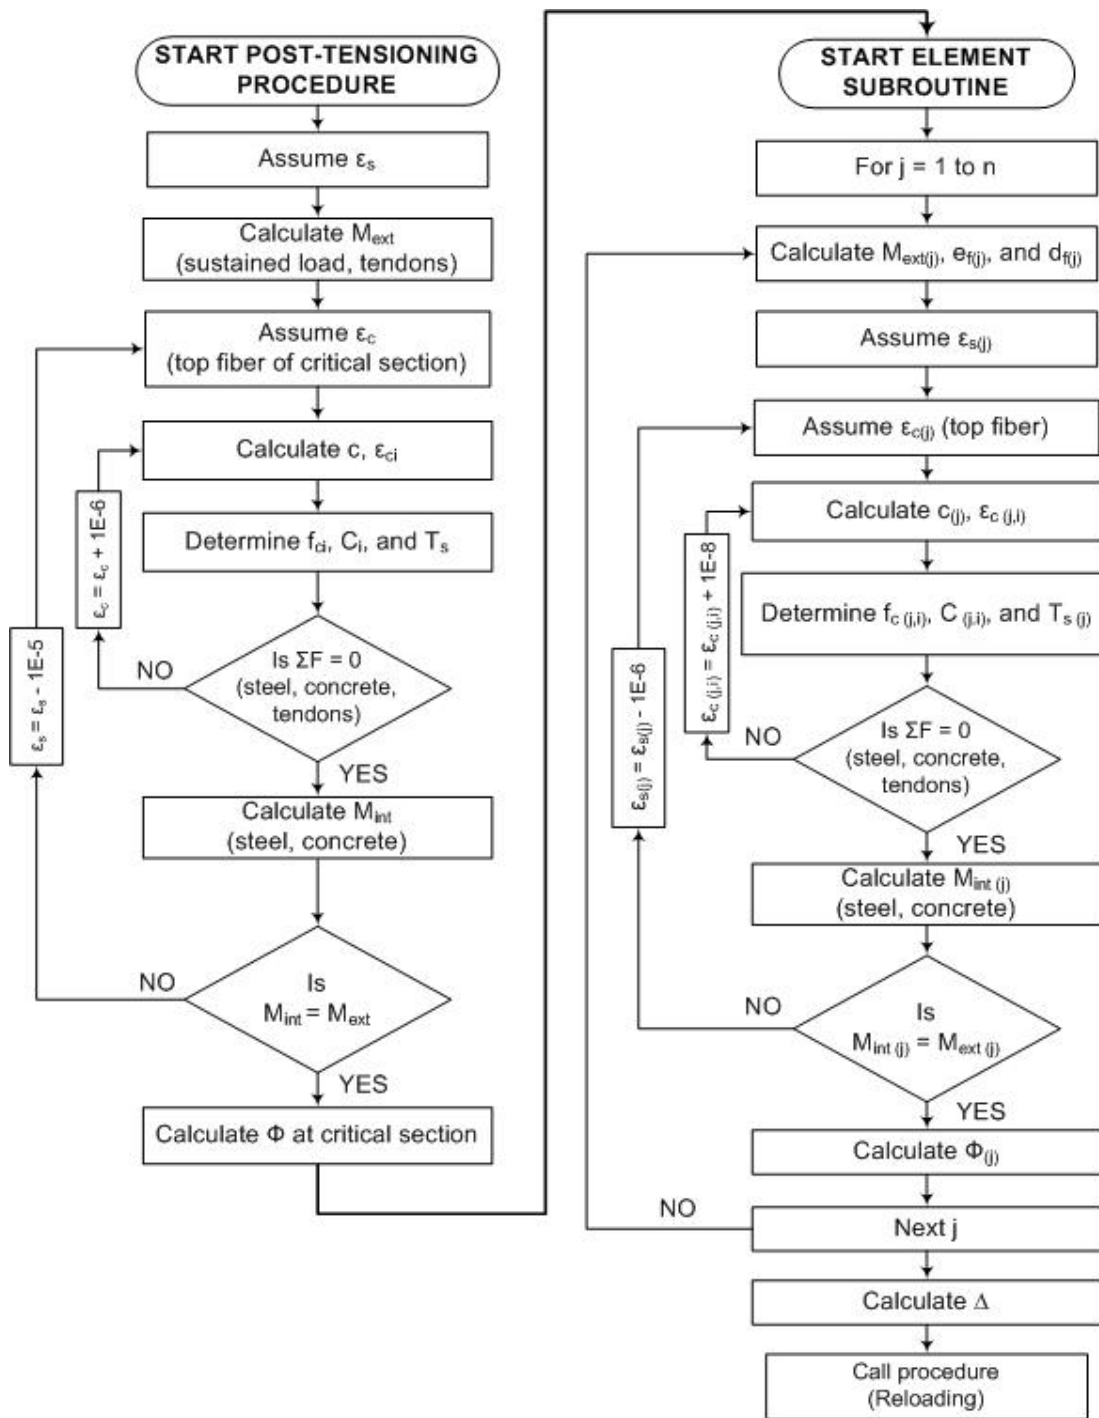 START POST-TENSIONING
PROCEDURE
Assume εs
Calculate Mext
(sustained load, tendons)
Assume εc
(top fiber of critical section)
Calculate c, εci
Determine fci, Ci, and Ts
εc = εc + 1E-6
Is ΣF = 0
(steel, concrete,
tendons)
NO
εs = εs - 1E-5
YES
Calculate Mint
(steel, concrete)
Is
Mint = Mext
NO
YES
Calculate Φ at critical section
START ELEMENT
SUBROUTINE
For j = 1 to n
Calculate Mext(j), ef(j), and df(j)
Assume εs(j)
Assume εc(j) (top fiber)
Calculate c(j), εc (j,i)
εc (j,i) = εc (j,i) + 1E-8
Determine fc (j,i), C (j.i), and Ts (j)
εs(j) = εs(j) - 1E-6
Is ΣF = 0
(steel, concrete,
tendons)
NO
YES
Calculate Mint (j)
(steel, concrete)
Is
Mint (j) = Mext (j)
NO
YES
Calculate Φ(j)
NO
Next j
Calculate Δ
Call procedure
(Reloading)